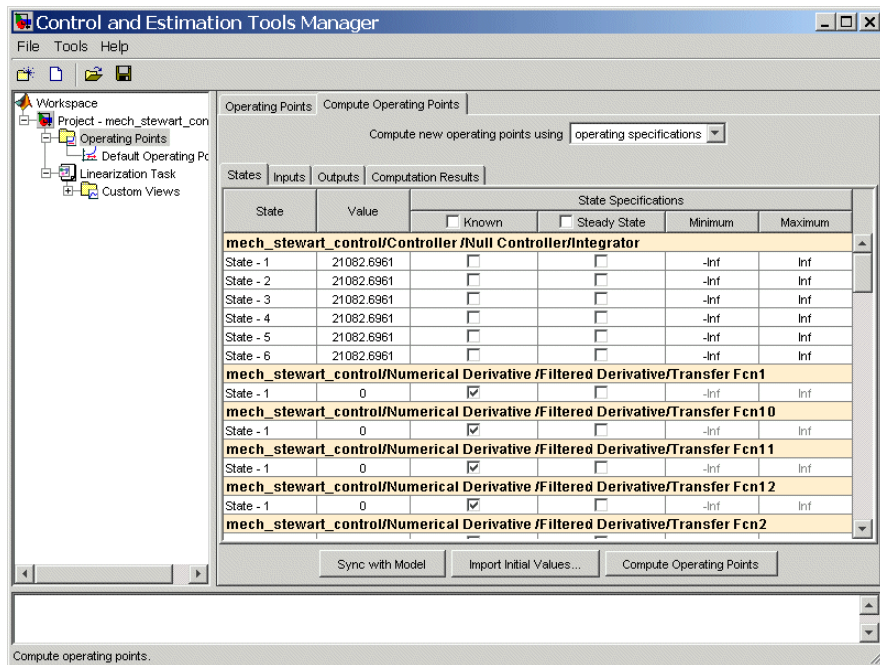 Control and Estimation Tools Manager
File Tools Help
Workspace
Project - mech_stewart_con
Operating Points
Default Operating Po
Linearization Task
Custom Views
Operating Points Compute Operating Points
Compute new operating points using operating specifications
States Inputs Outputs Computation Results
State Value State Specifications
Known Steady State Minimum Maximum
mech_stewart_control/Controller /Null Controller/Integrator
State - 1 21082.6961 -Inf Inf
State - 2 21082.6961 -Inf Inf
State - 3 21082.6961 -Inf Inf
State - 4 21082.6961 -Inf Inf
State - 5 21082.6961 -Inf Inf
State - 6 21082.6961 -Inf Inf
mech_stewart_control/Numerical Derivative /Filtered Derivative/Transfer Fcn1
State - 1 0 -Inf Inf
mech_stewart_control/Numerical Derivative /Filtered Derivative/Transfer Fcn10
State - 1 0 -Inf Inf
mech_stewart_control/Numerical Derivative /Filtered Derivative/Transfer Fcn11
State - 1 0 -Inf Inf
mech_stewart_control/Numerical Derivative /Filtered Derivative/Transfer Fcn12
State - 1 0 -Inf Inf
mech_stewart_control/Numerical Derivative /Filtered Derivative/Transfer Fcn2
Sync with Model Import Initial Values... Compute Operating Points
Compute operating points.